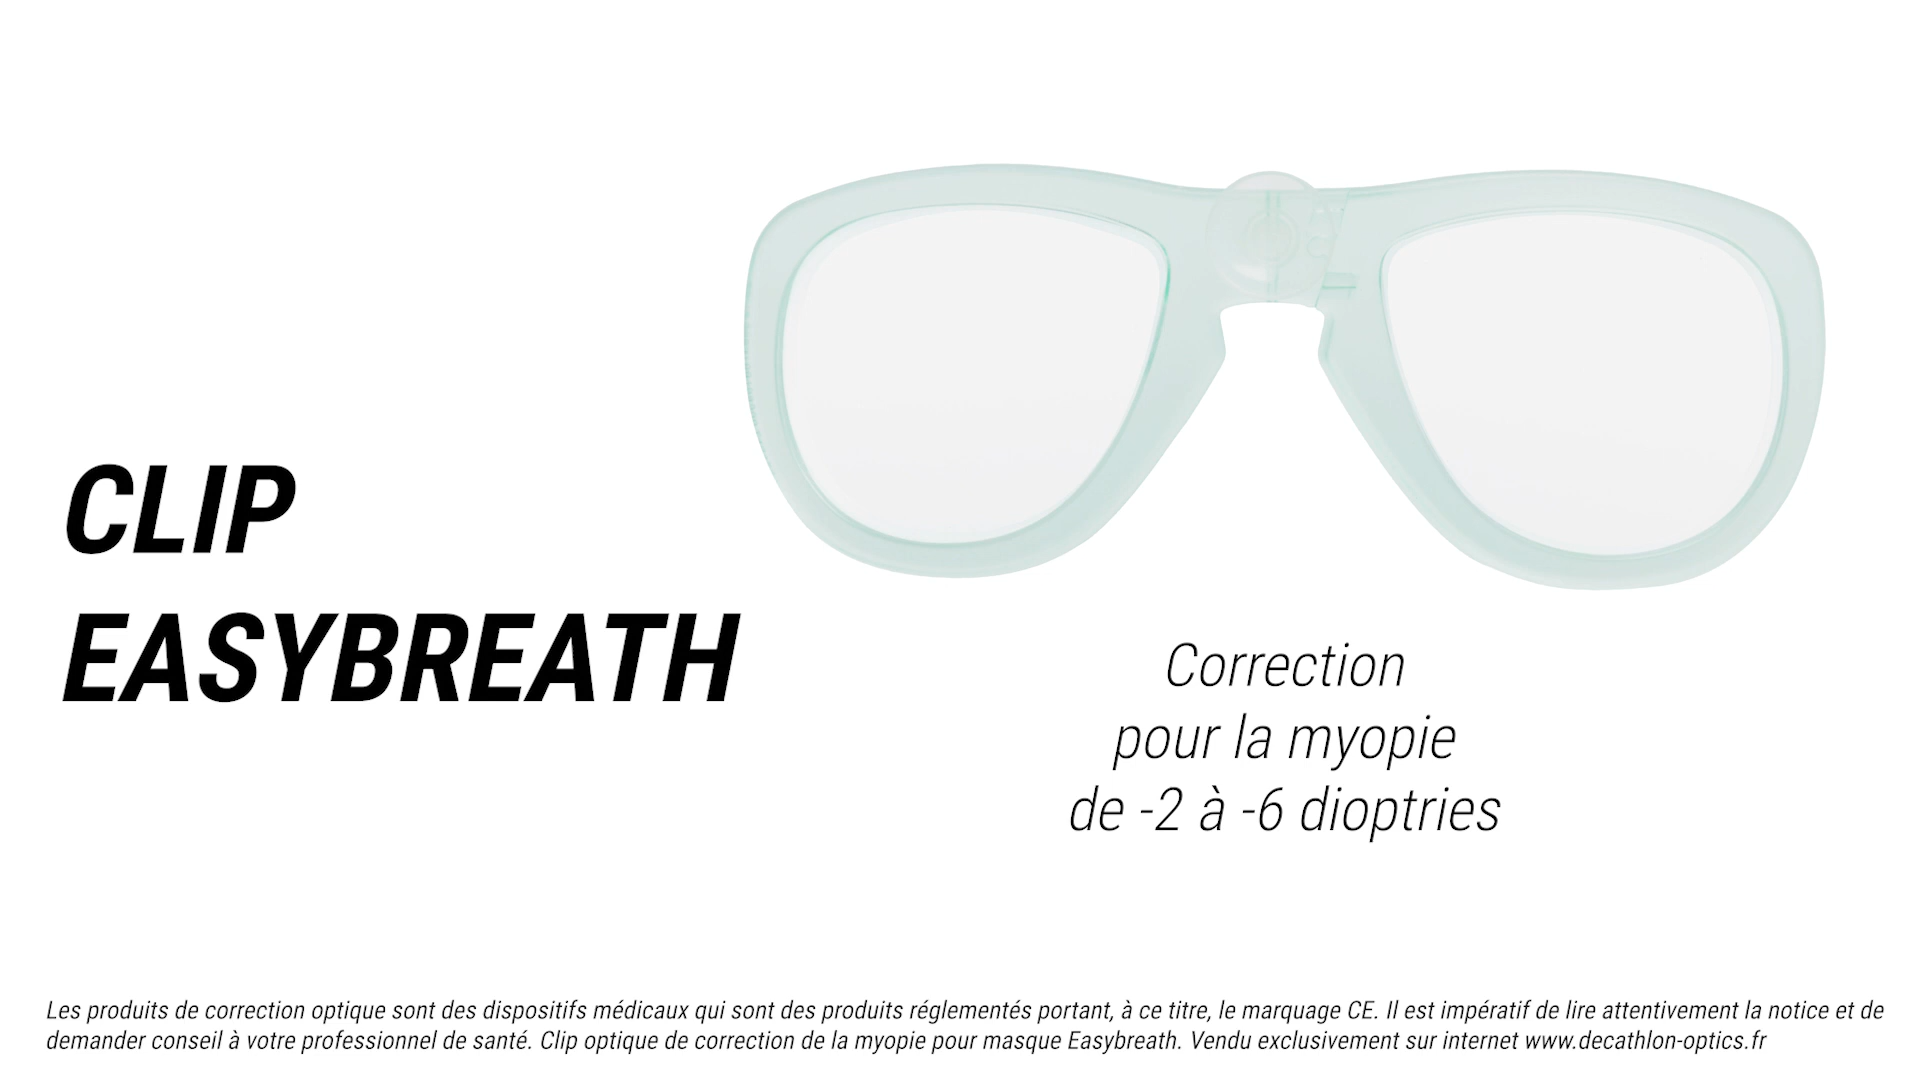 CLIP
EASYBREATH
Correction
pour la myopie
de -2 à -6 dioptries
Les produits de correction optique sont des dispositifs médicaux qui sont des produits réglementés portant, à ce titre, le marquage CE. Il est impératif de lire attentivement la notice et de
demander conseil à votre professionnel de santé. Clip optique de correction de la myopie pour masque Easybreath. Vendu exclusivement sur internet www.decathlon-optics.fr